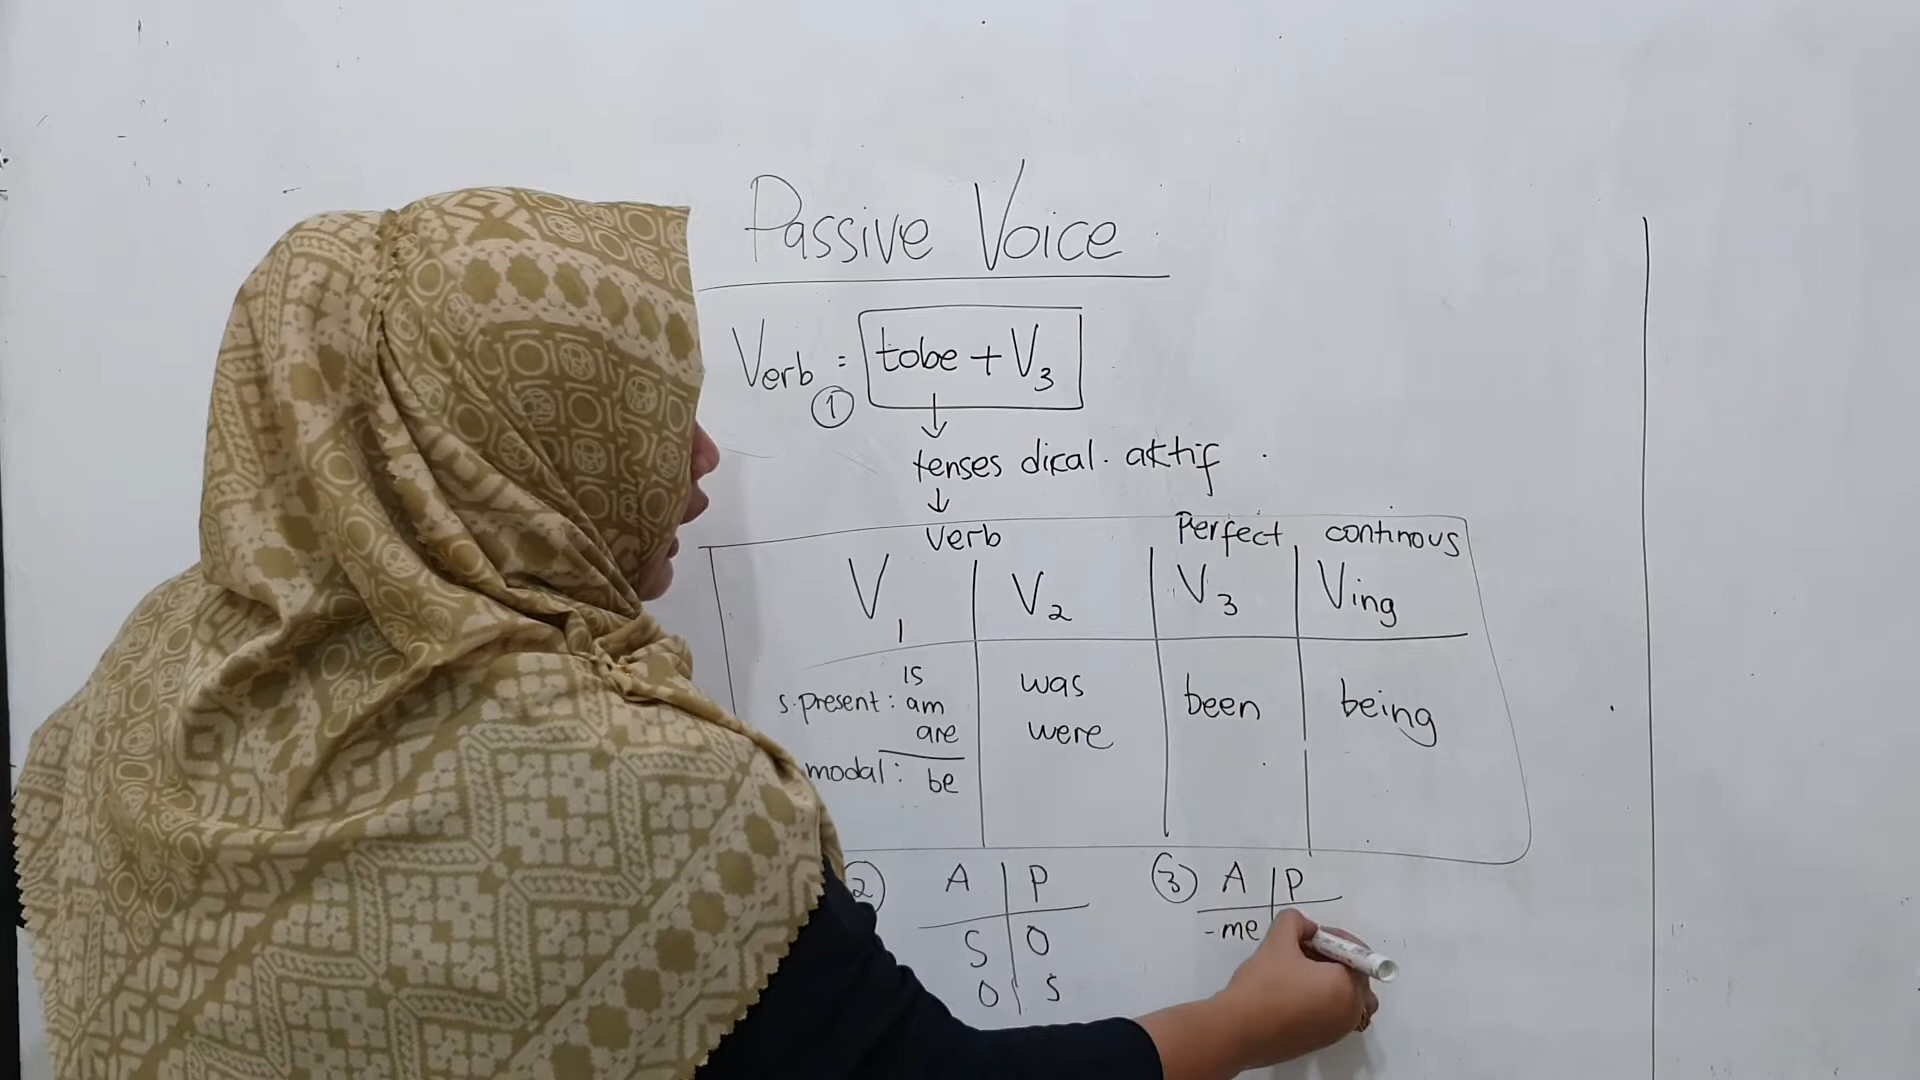 Passive Voice
Verb = tobe + V3
1
tenses dikal. aktif
verb Perfect continous
V1 V2 V3 Ving
is
s.present: am was been being
are were
modal: be
2 A P 3 A P
S O -me
O S